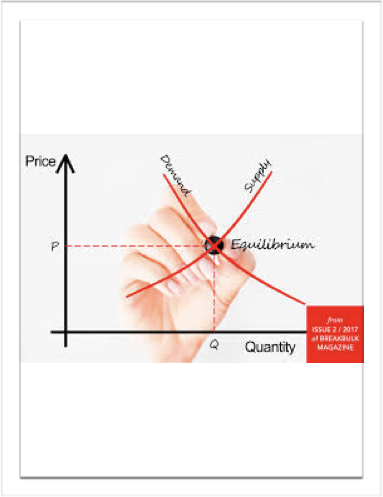 Price
Demand
Supply
P
Equilibrium
from
ISSUE 2 / 2017
of BREAKBULK
MAGAZINE
Q
Quantity